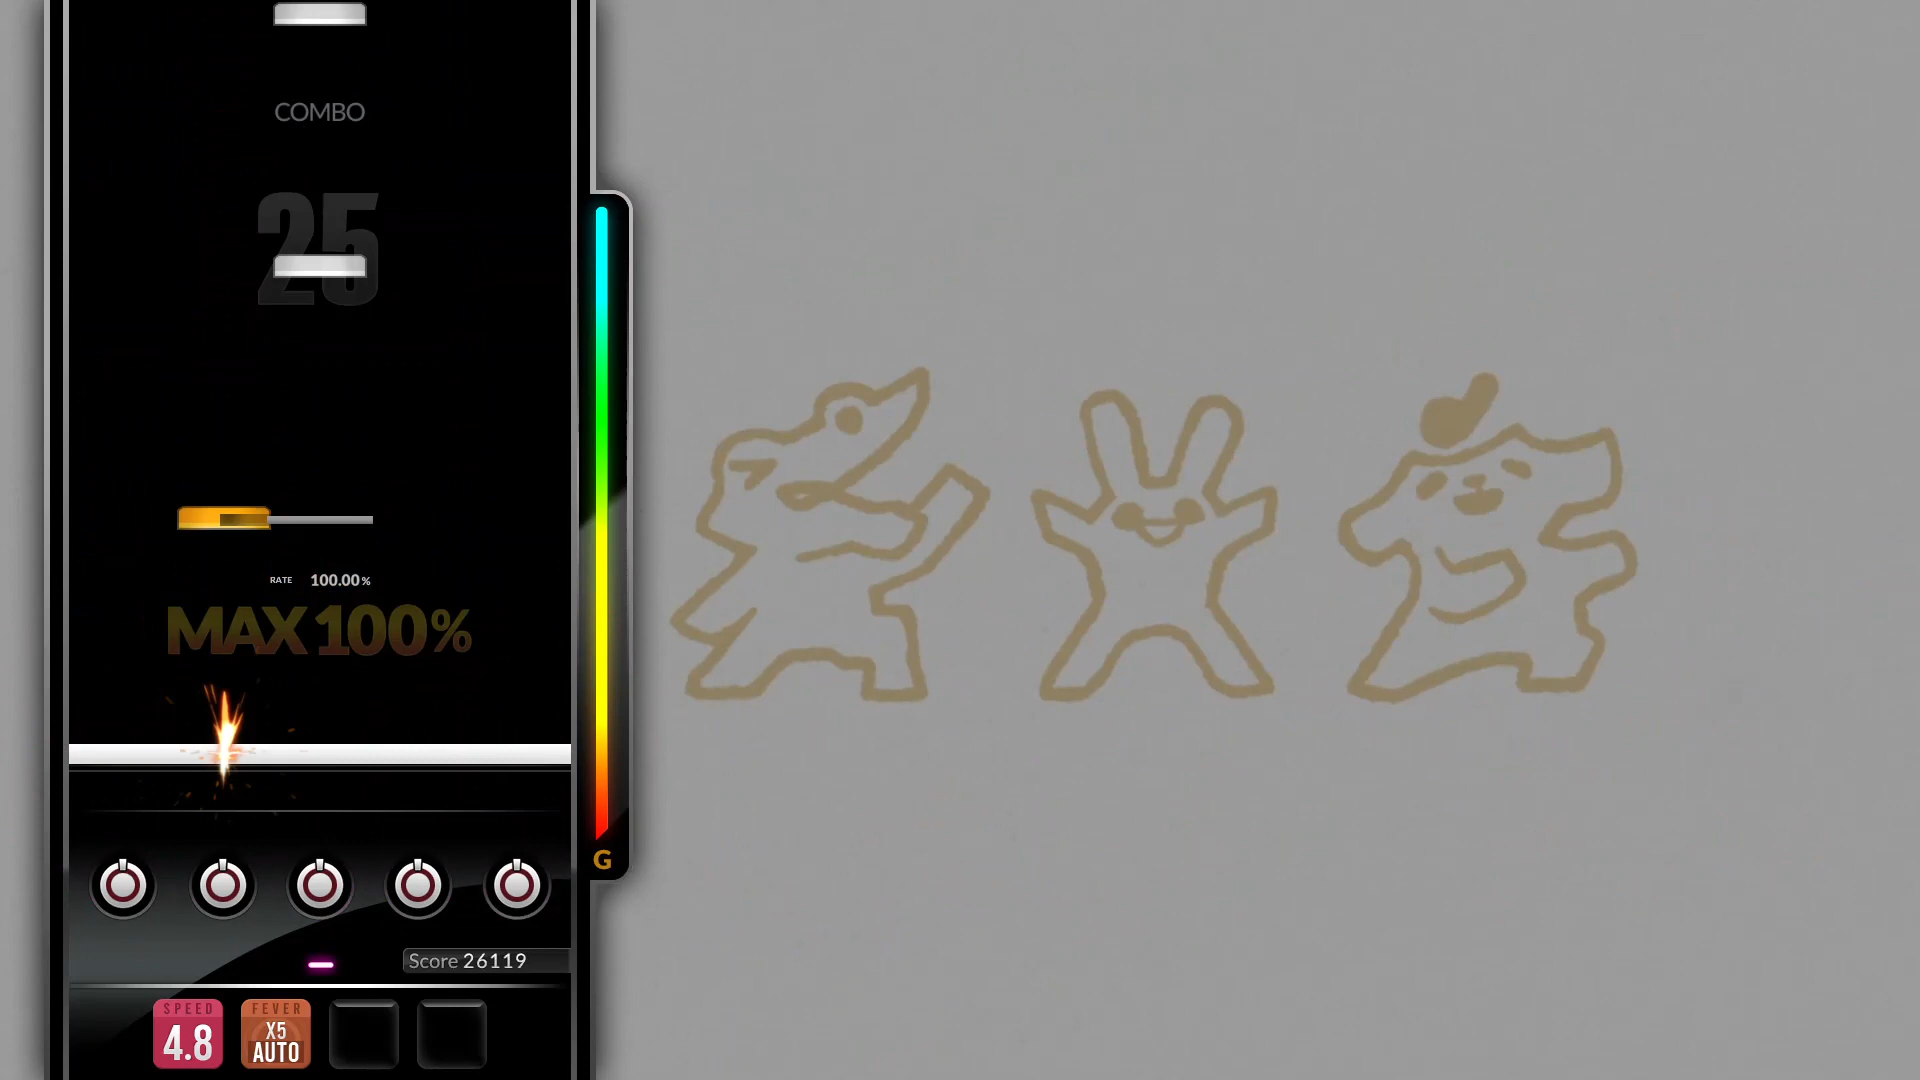 COMBO
25
RATE 100.00%
MAX 100%
G
Score 26119
SPEED
4.8
FEVER
X5
AUTO